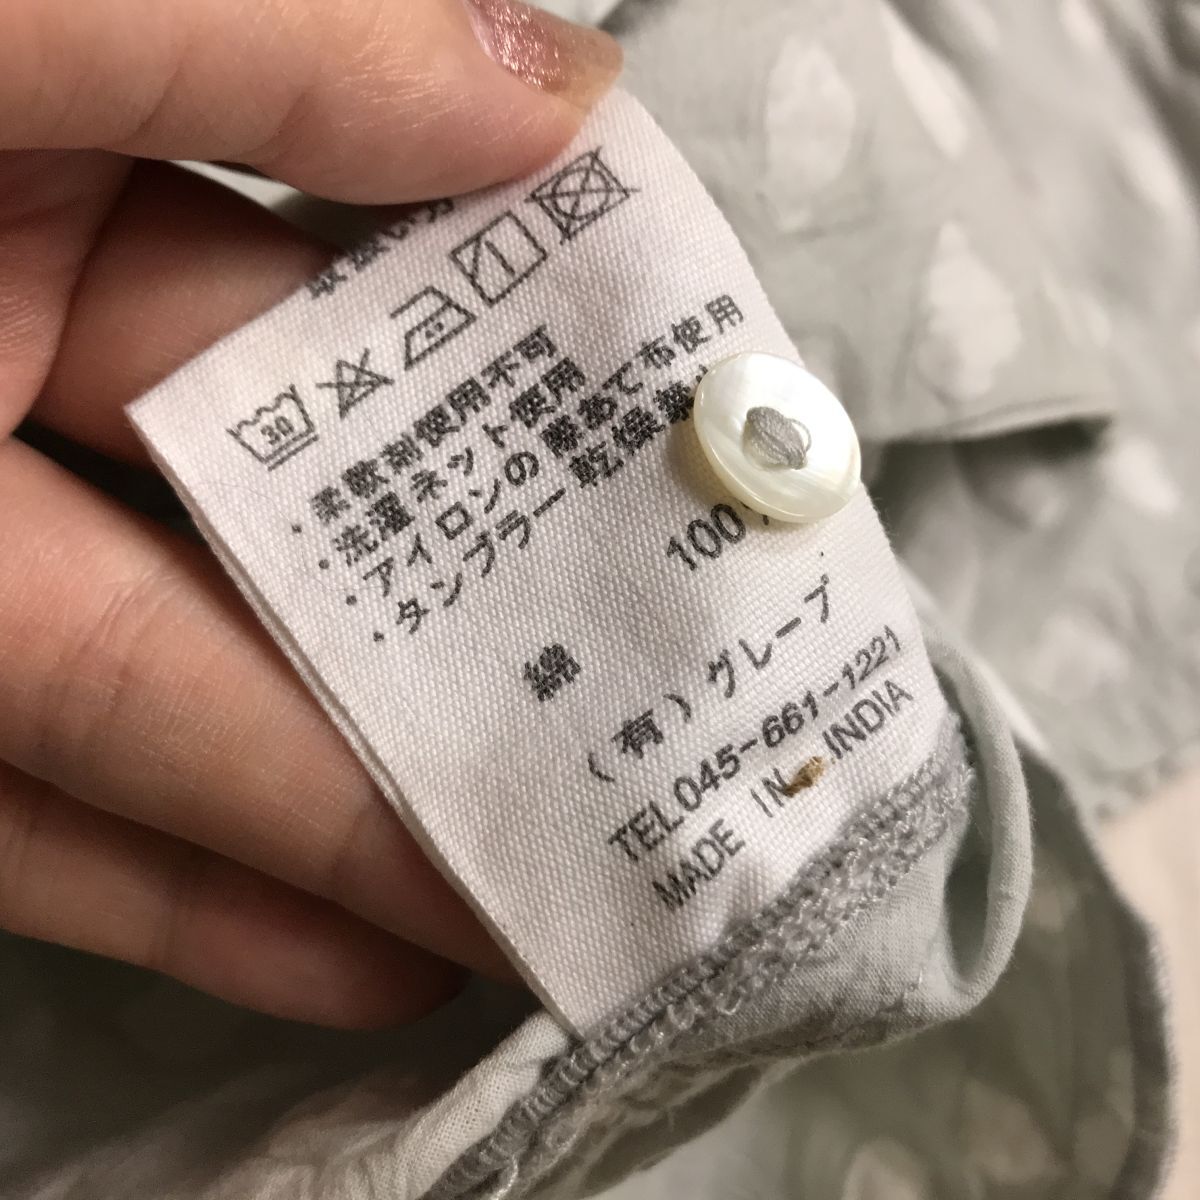 30
・柔軟剤使用不可
・洗濯ネット使用
・アイロンの際あて布使用
・タンブラー乾燥禁
綿 100%
(有)グレープ
TEL045-661-1221
MADE IN INDIA